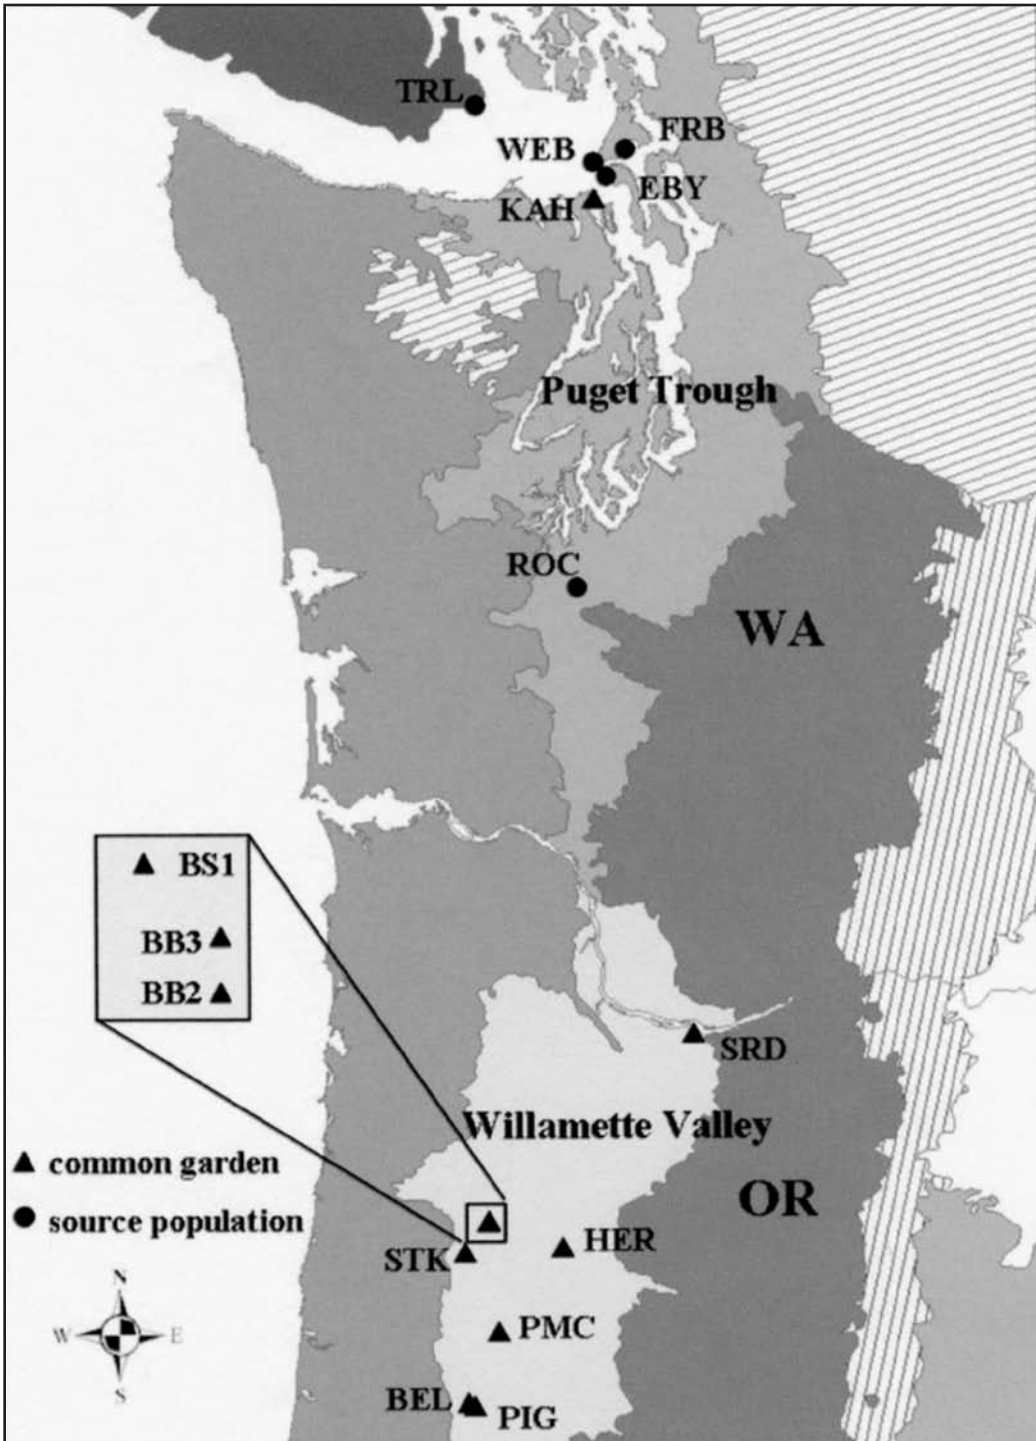 TRL
FRB
WEB
EBY
KAH
Puget Trough
ROC
WA
BS1
BB3
BB2
SRD
Willamette Valley
common garden
OR
source population
HER
STK
N
W E
PMC
S
BEL
PIG